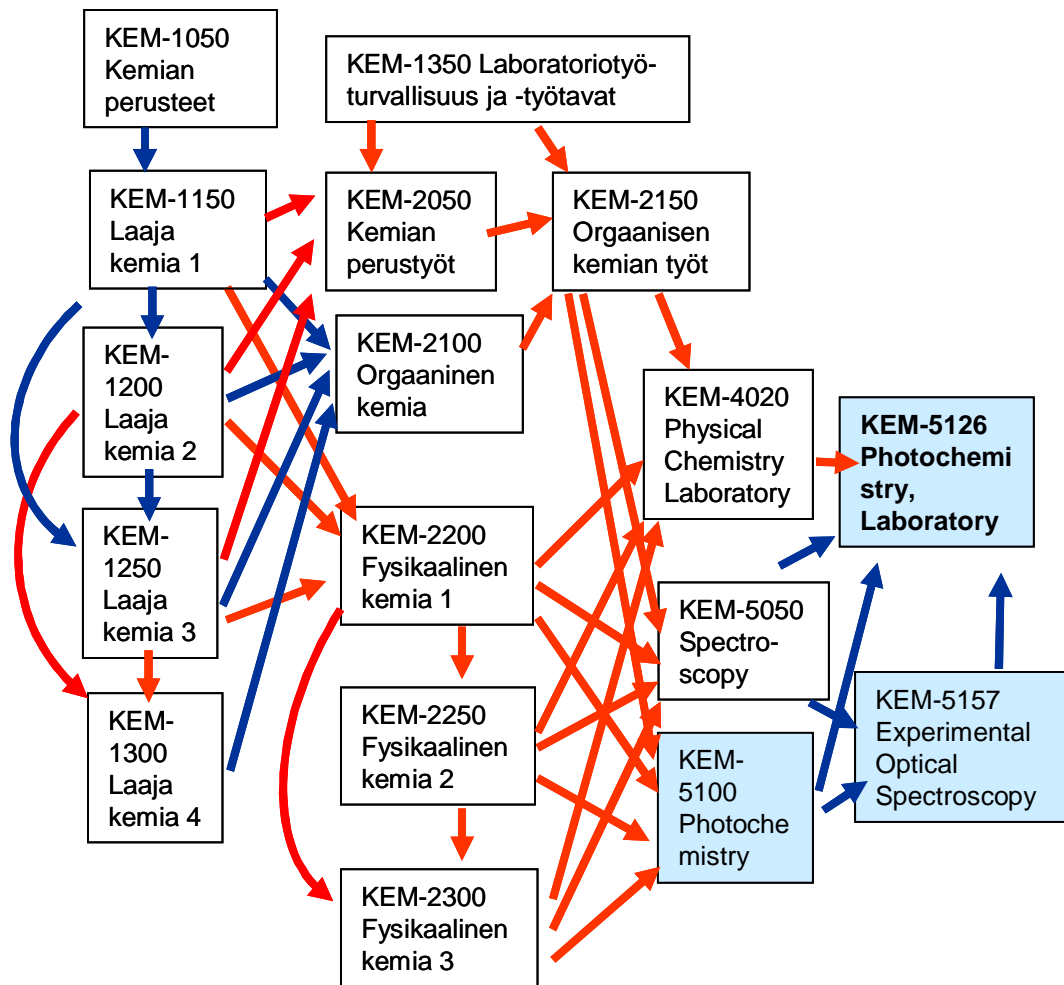 KEM-1050
Kemian
perusteet
KEM-1350 Laboratoriotyö-
turvallisuus ja -työtavat
KEM-1150
Laaja
kemia 1
KEM-2050
Kemian
perustyöt
KEM-2150
Orgaanisen
kemian työt
KEM-
1200
Laaja
kemia 2
KEM-2100
Orgaaninen
kemia
KEM-4020
Physical
Chemistry
Laboratory
KEM-5126
Photochemi
stry,
Laboratory
KEM-
1250
Laaja
kemia 3
KEM-2200
Fysikaalinen
kemia 1
KEM-5050
Spectro-
scopy
KEM-
1300
Laaja
kemia 4
KEM-2250
Fysikaalinen
kemia 2
KEM-
5100
Photoche
mistry
KEM-5157
Experimental
Optical
Spectroscopy
KEM-2300
Fysikaalinen
kemia 3